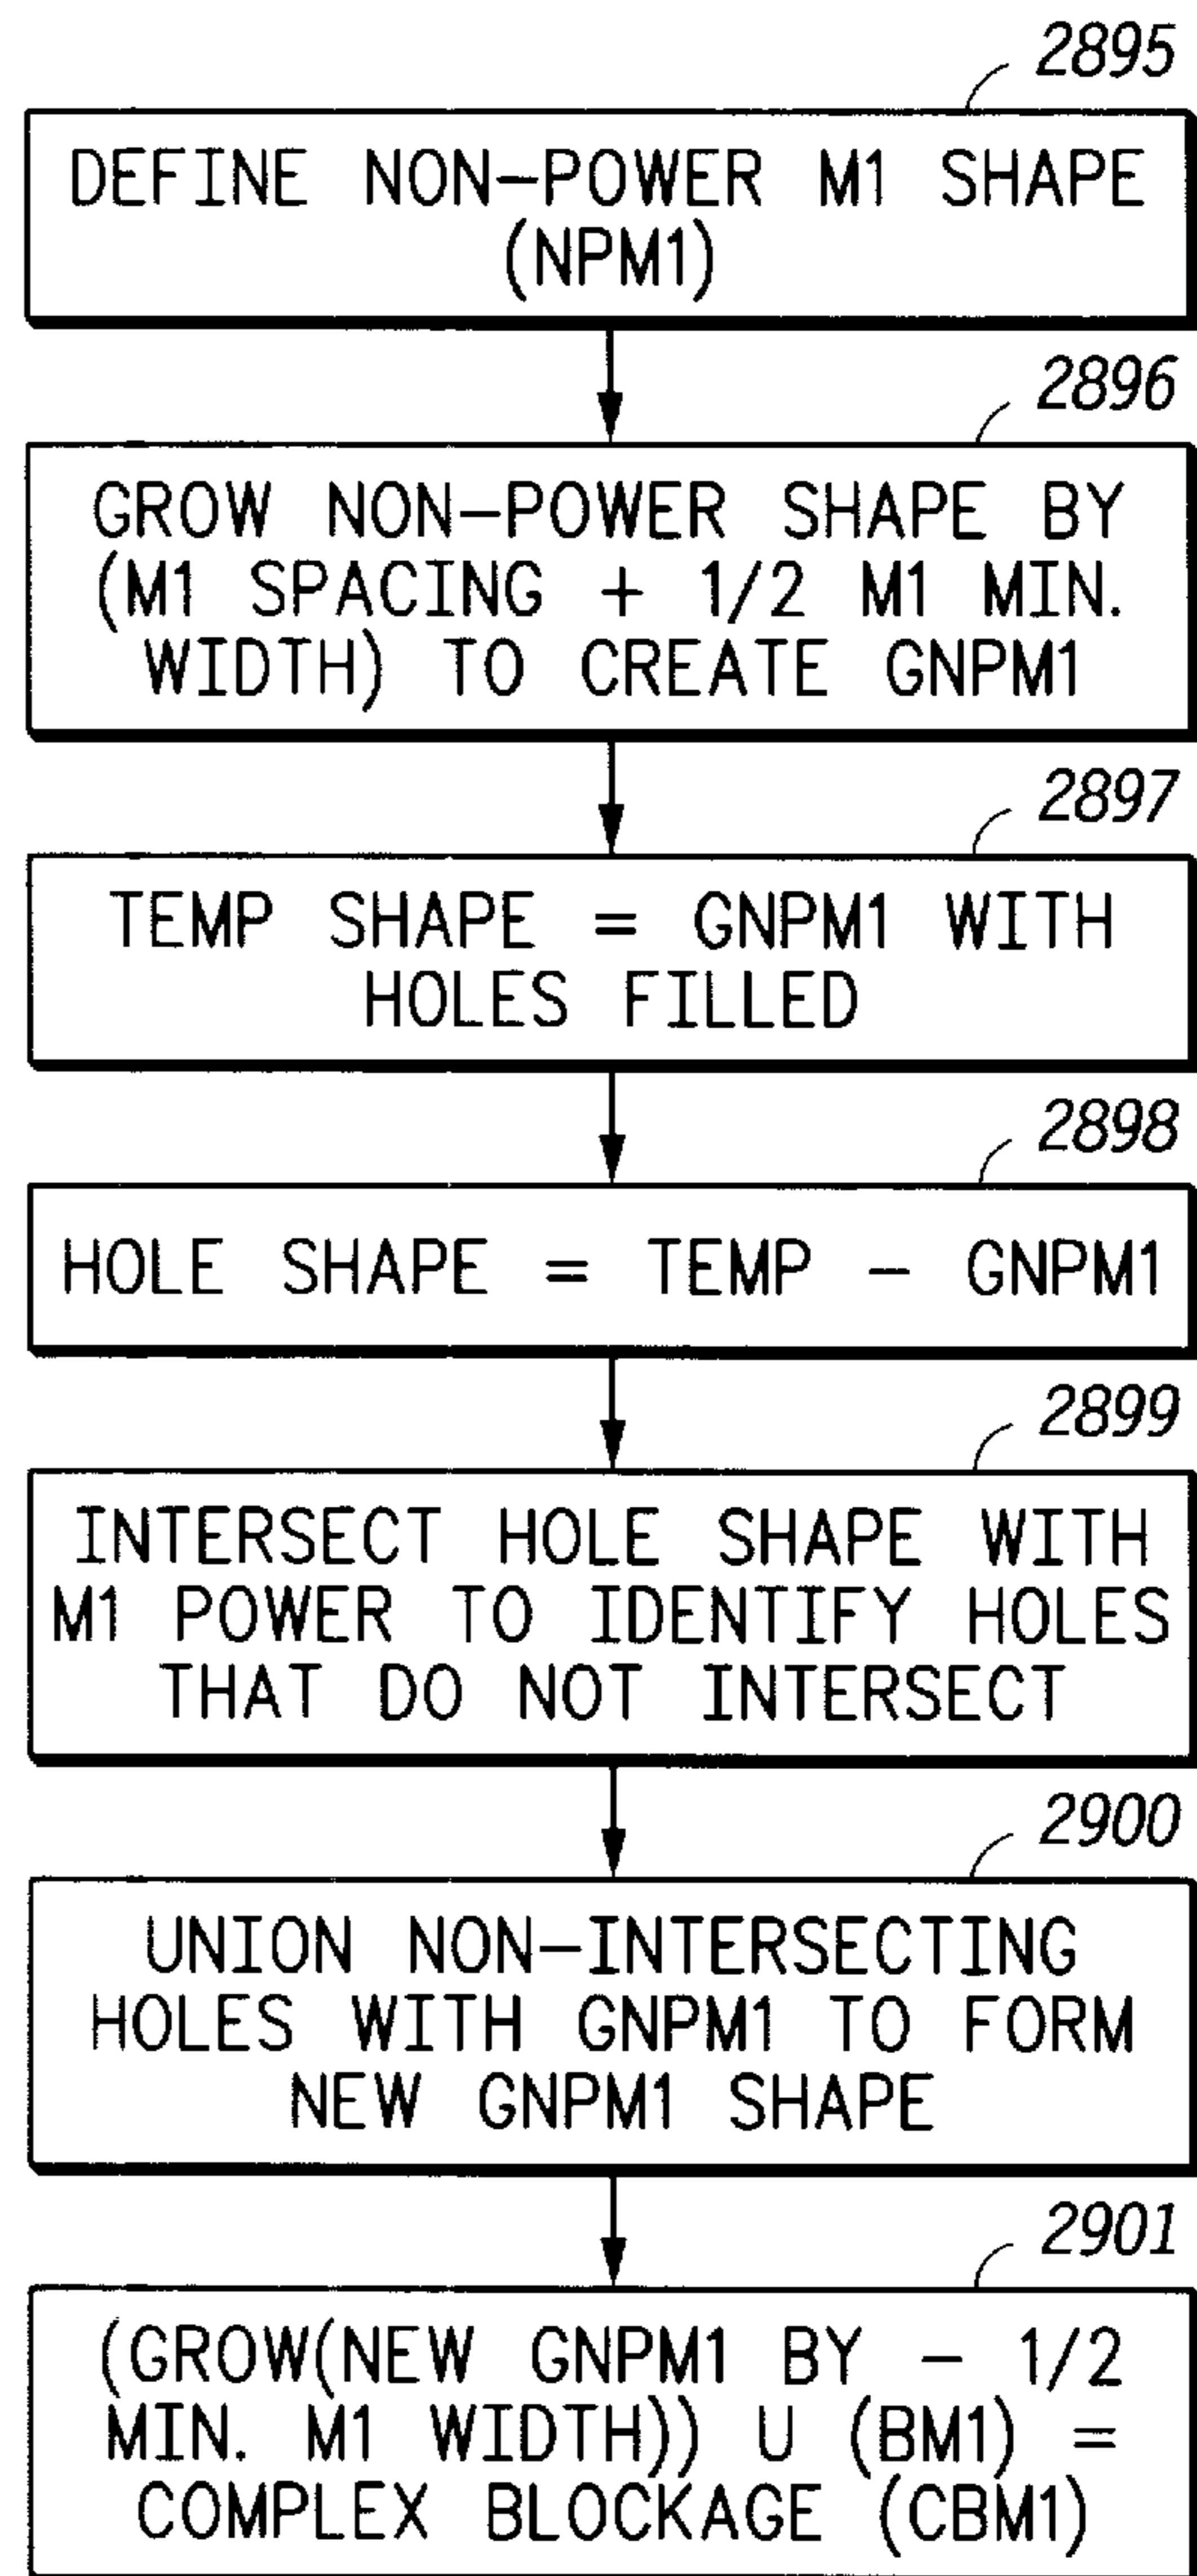 2895
DEFINE NON-POWER M1 SHAPE
(NPM1)
2896
GROW NON-POWER SHAPE BY
(M1 SPACING + 1/2 M1 MIN.
WIDTH) TO CREATE GNPM1
2897
TEMP SHAPE = GNPM1 WITH
HOLES FILLED
2898
HOLE SHAPE = TEMP - GNPM1
2899
INTERSECT HOLE SHAPE WITH
M1 POWER TO IDENTIFY HOLES
THAT DO NOT INTERSECT
2900
UNION NON-INTERSECTING
HOLES WITH GNPM1 TO FORM
NEW GNPM1 SHAPE
2901
(GROW(NEW GNPM1 BY - 1/2
MIN. M1 WIDTH)) U (BM1) =
COMPLEX BLOCKAGE (CBM1)